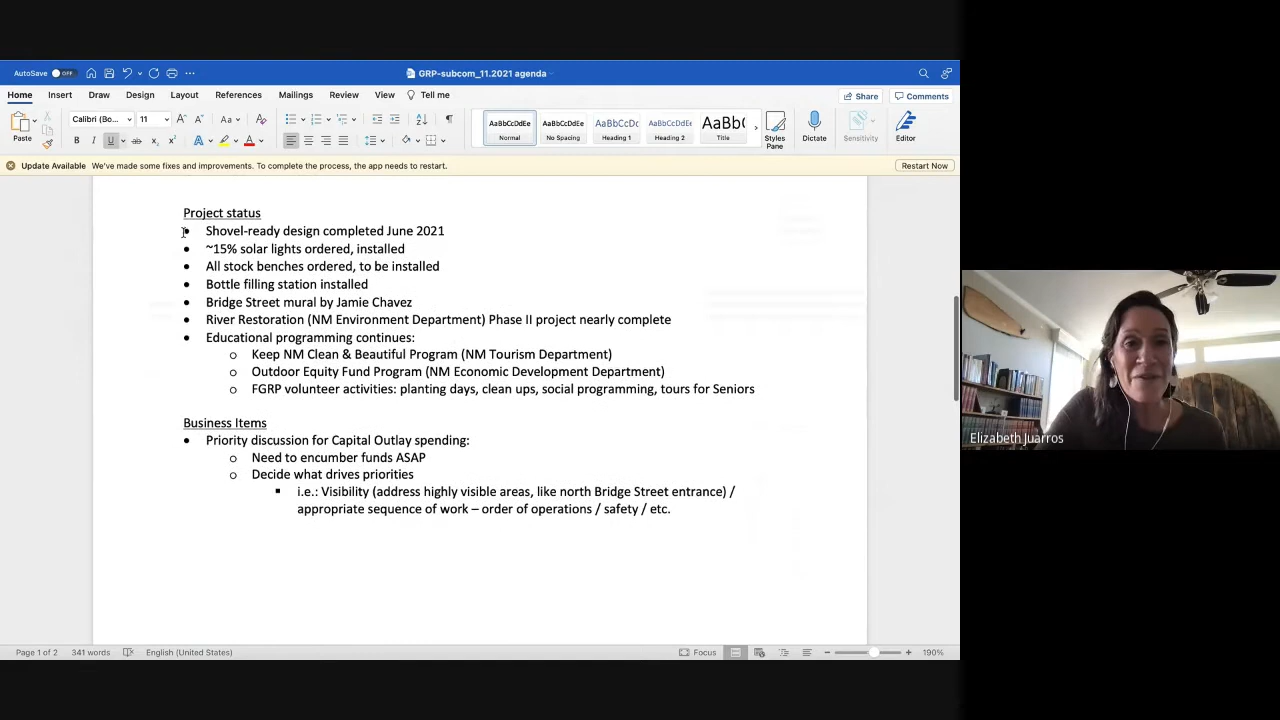 AutoSave OFF GRP-subcom_11.2021 agenda
Home Insert Draw Design Layout References Mailings Review View Tell me Share Comments
Paste Calibri (Bo... 11 Aa AaBbCcDdEe AaBbCcDdEe AaBbCcDc AaBbCcDdEe AaBb( Styles Pane Dictate Sensitivity Editor
Normal No Spacing Heading 1 Heading 2 Title
Update Available We've made some fixes and improvements. To complete the process, the app needs to restart. Restart Now
Project status
• Shovel-ready design completed June 2021
• ~15% solar lights ordered, installed
• All stock benches ordered, to be installed
• Bottle filling station installed
• Bridge Street mural by Jamie Chavez
• River Restoration (NM Environment Department) Phase II project nearly complete
• Educational programming continues:
o Keep NM Clean & Beautiful Program (NM Tourism Department)
o Outdoor Equity Fund Program (NM Economic Development Department)
o FGRP volunteer activities: planting days, clean ups, social programming, tours for Seniors
Business Items
• Priority discussion for Capital Outlay spending:
o Need to encumber funds ASAP
o Decide what drives priorities
▪ i.e.: Visibility (address highly visible areas, like north Bridge Street entrance) /
appropriate sequence of work – order of operations / safety / etc.
Elizabeth Juarros
Page 1 of 2 341 words English (United States) Focus 190%